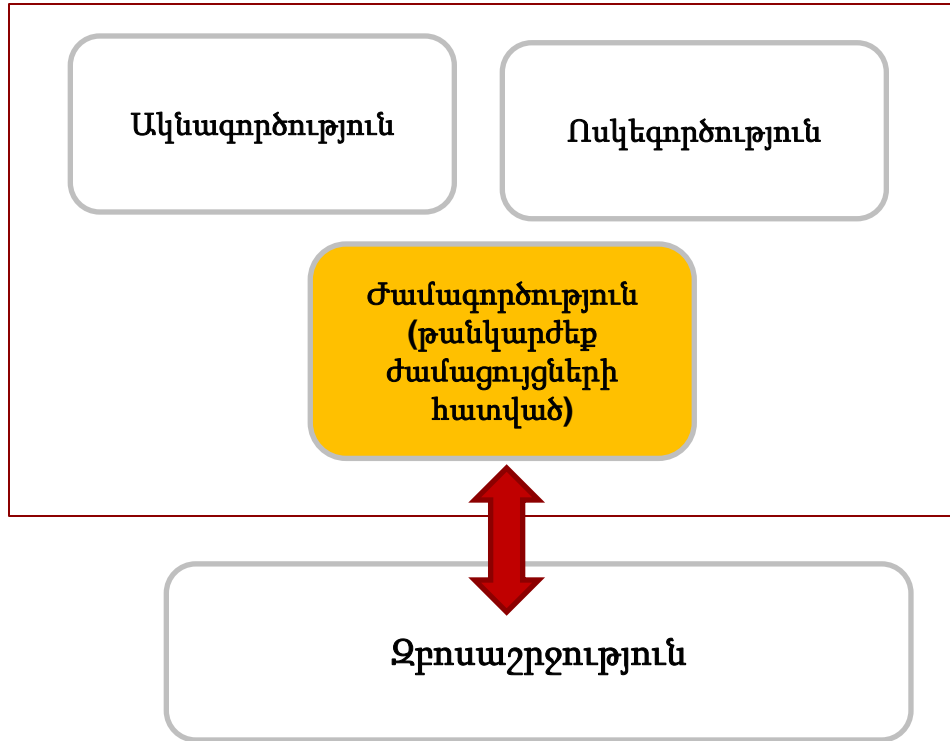 Ակնագործություն
Ոսկեգործություն
Ժամագործություն
(թանկարժեք
ժամացույցների
հատված)
Զբոսաշրջություն